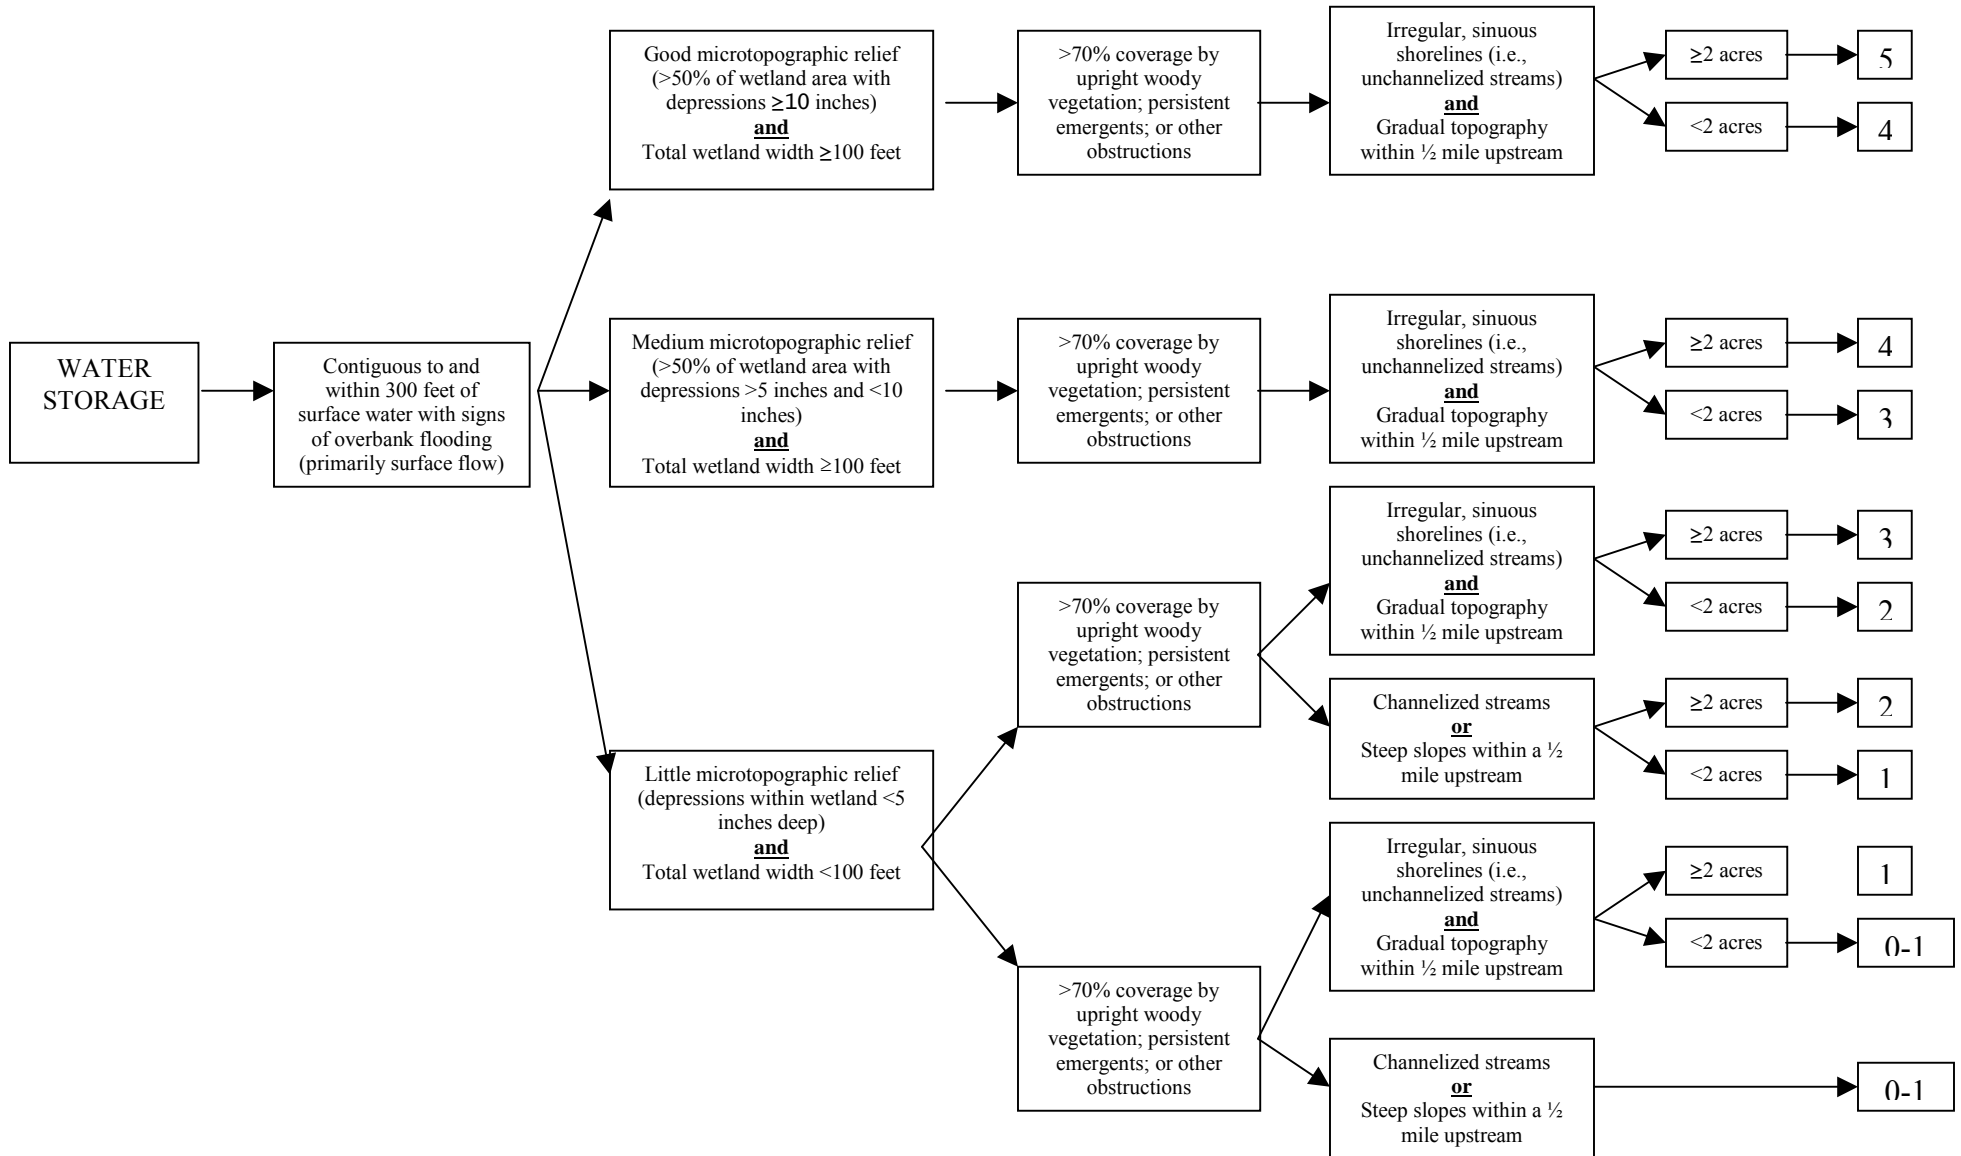 WATER
STORAGE
Contiguous to and
within 300 feet of
surface water with signs
of overbank flooding
(primarily surface flow)
Good microtopographic relief
(>50% of wetland area with
depressions ≥10 inches)
and
Total wetland width ≥100 feet
>70% coverage by
upright woody
vegetation; persistent
emergents; or other
obstructions
Irregular, sinuous
shorelines (i.e.,
unchannelized streams)
and
Gradual topography
within ½ mile upstream
≥2 acres
5
<2 acres
4
Medium microtopographic relief
(>50% of wetland area with
depressions >5 inches and <10
inches)
and
Total wetland width ≥100 feet
>70% coverage by
upright woody
vegetation; persistent
emergents; or other
obstructions
Irregular, sinuous
shorelines (i.e.,
unchannelized streams)
and
Gradual topography
within ½ mile upstream
≥2 acres
4
<2 acres
3
Little microtopographic relief
(depressions within wetland <5
inches deep)
and
Total wetland width <100 feet
>70% coverage by
upright woody
vegetation; persistent
emergents; or other
obstructions
Irregular, sinuous
shorelines (i.e.,
unchannelized streams)
and
Gradual topography
within ½ mile upstream
≥2 acres
3
<2 acres
2
Channelized streams
or
Steep slopes within a ½
mile upstream
≥2 acres
2
<2 acres
1
>70% coverage by
upright woody
vegetation; persistent
emergents; or other
obstructions
Irregular, sinuous
shorelines (i.e.,
unchannelized streams)
and
Gradual topography
within ½ mile upstream
≥2 acres
1
<2 acres
0-1
Channelized streams
or
Steep slopes within a ½
mile upstream
0-1